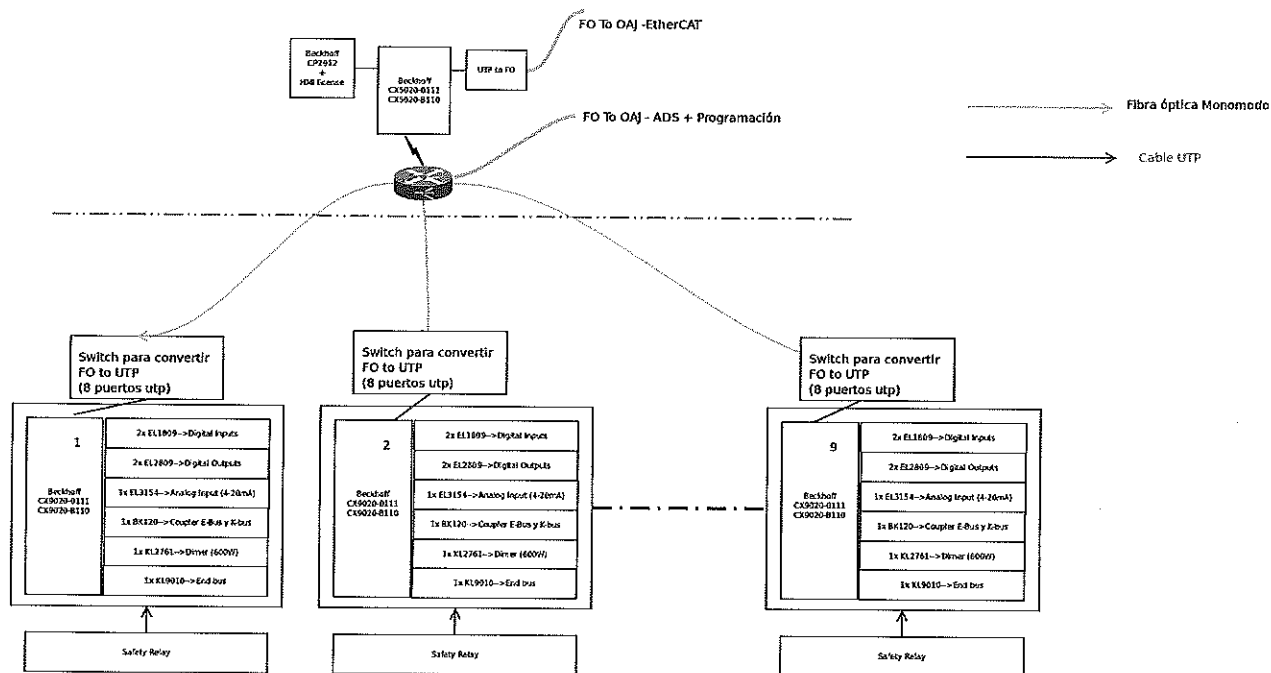 FO To OAJ -EtherCAT
Beckhoff
CP2912
+
HMI license
Beckhoff
CX5020-0111
CX5020-B110
UTP to FO
FO To OAJ - ADS + Programación
Fibra óptica Monomodo
Cable UTP
Switch para convertir
FO to UTP
(8 puertos utp)
Switch para convertir
FO to UTP
(8 puertos utp)
Switch para convertir
FO to UTP
(8 puertos utp)
1
Beckhoff
CX9020-0111
CX9020-B110
2x EL1809-->Digital Inputs
2x EL2809-->Digital Outputs
1x EL3154-->Analog Input (4-20mA)
1x BK120-->Coupler E-Bus y K-bus
1x KL2761-->Dimer (600W)
1x KL9010-->End bus
2
Beckhoff
CX9020-0111
CX9020-B110
2x EL1809-->Digital Inputs
2x EL2809-->Digital Outputs
1x EL3154-->Analog Input (4-20mA)
1x BK120-->Coupler E-Bus y K-bus
1x KL2761-->Dimer (600W)
1x KL9010-->End bus
9
Beckhoff
CX9020-0111
CX9020-B110
2x EL1809-->Digital Inputs
2x EL2809-->Digital Outputs
1x EL3154-->Analog Input (4-20mA)
1x BK120-->Coupler E-Bus y K-bus
1x KL2761-->Dimer (600W)
1x KL9010-->End bus
Safety Relay
Safety Relay
Safety Relay